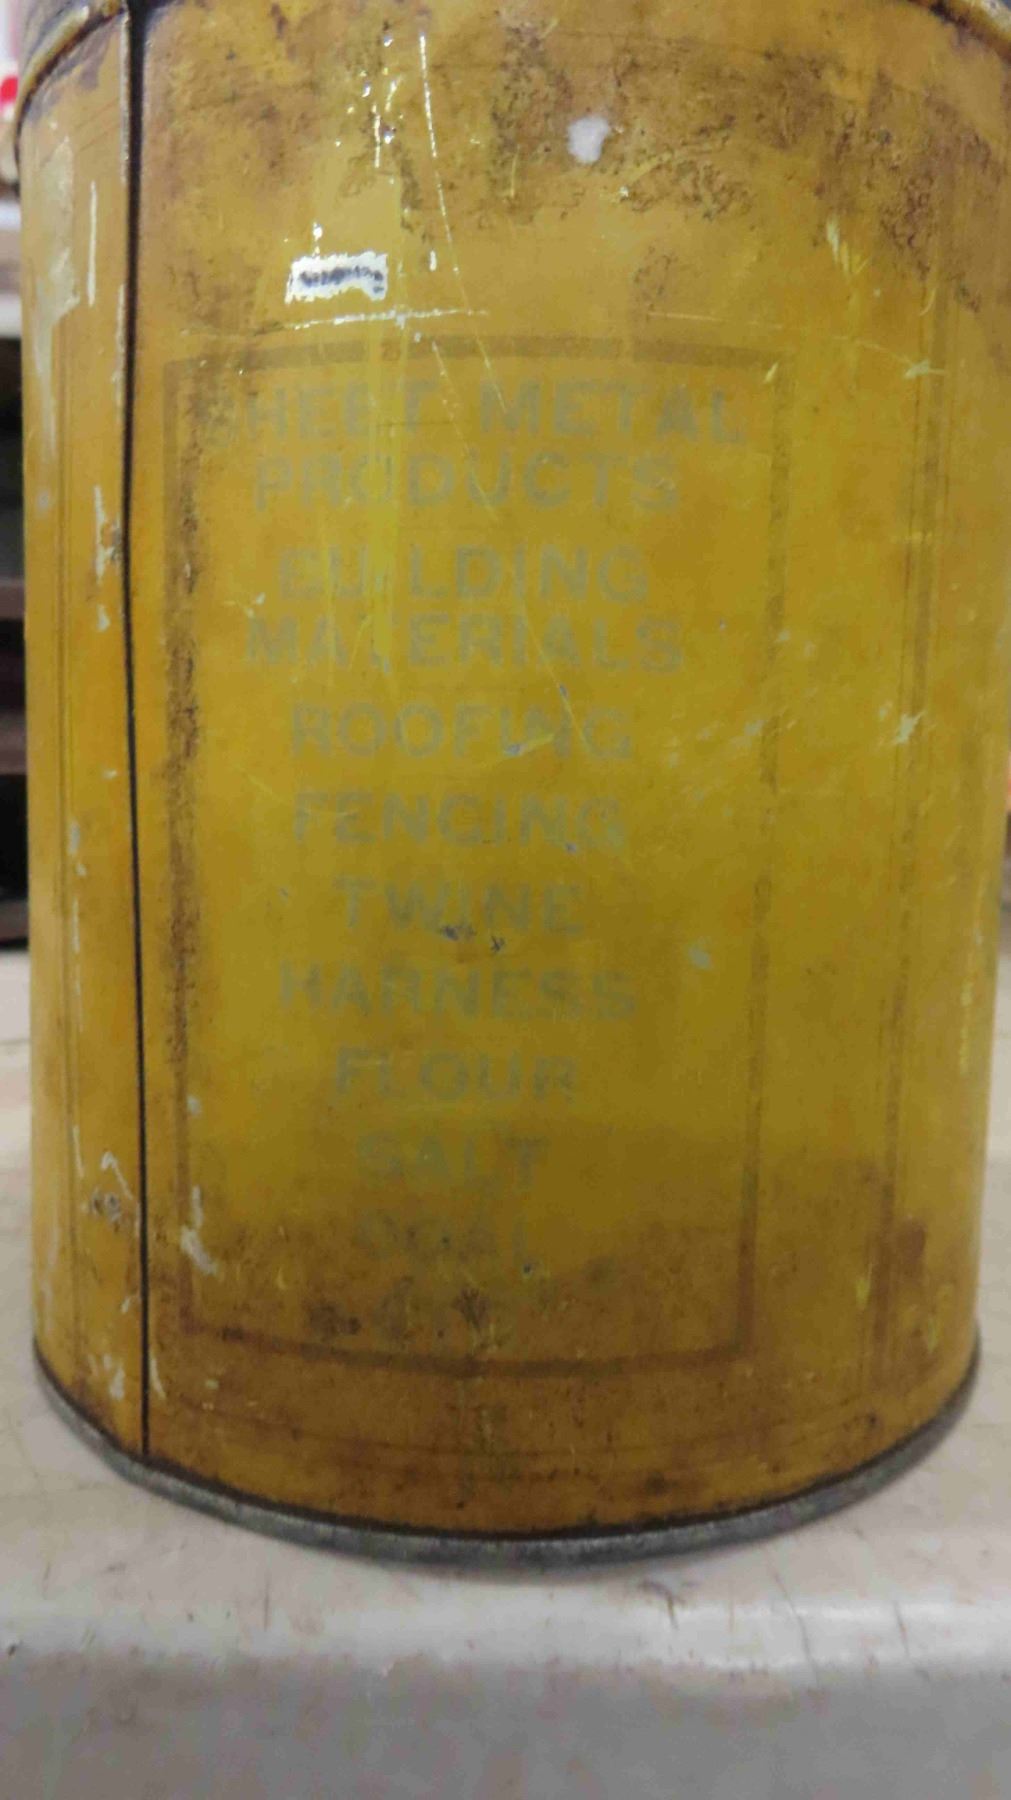 SHEET METAL
PRODUCTS
BUILDING
MATERIALS
ROOFING
FENCING
TWINE
HARNESS
FLOUR
SALT
COAL